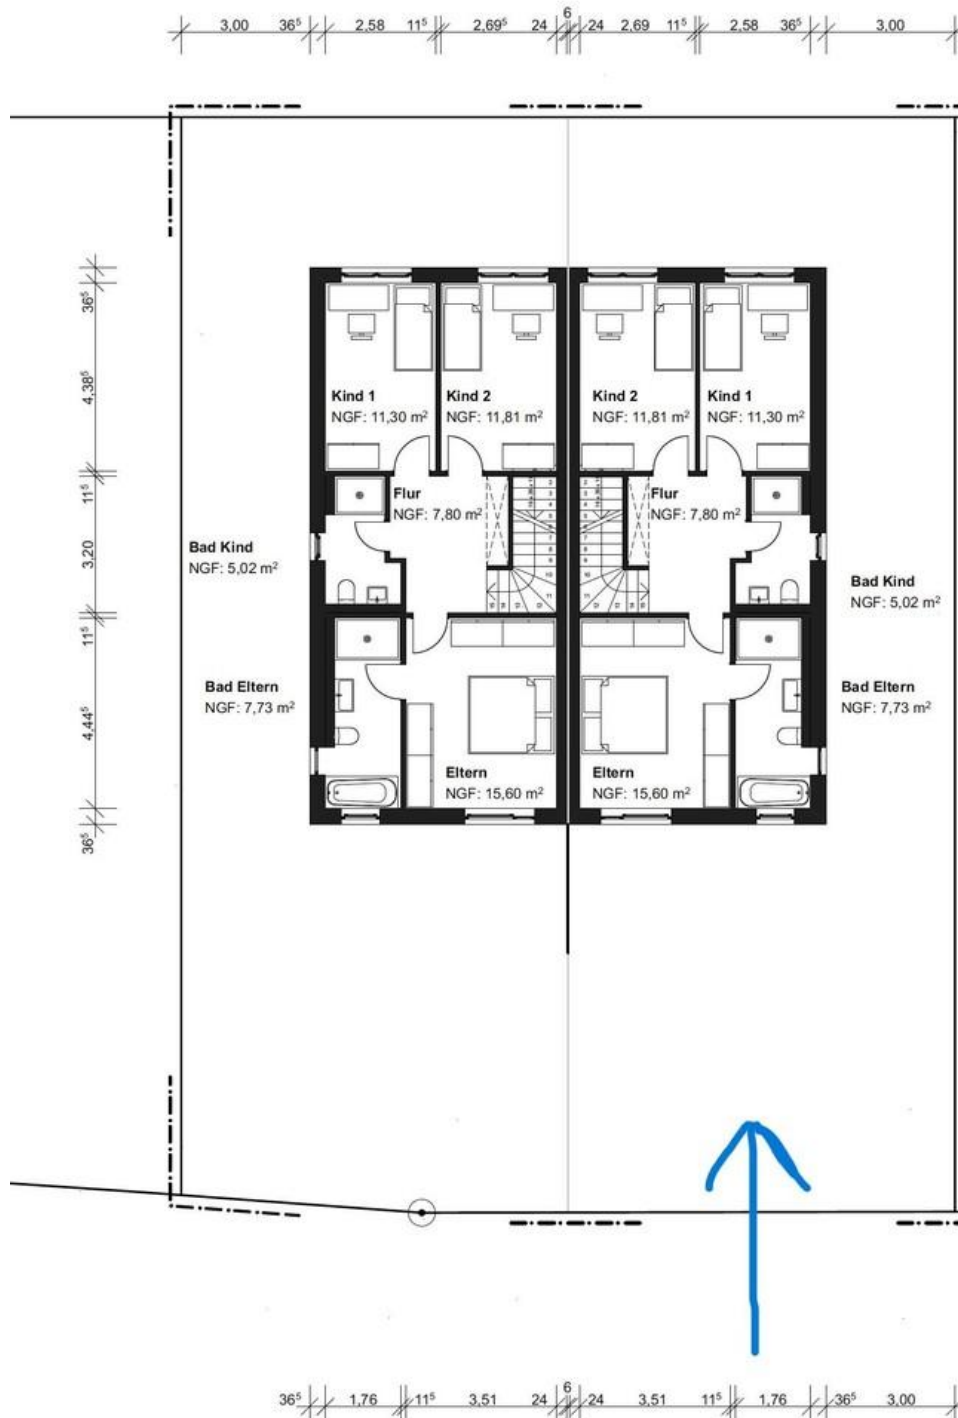 6
3,00 36⁵ 2,58 11⁵ 2,69⁵ 24 24 2,69 11⁵ 2,58 36⁵ 3,00
36⁵
4,38⁵
11⁵
3,20
11⁵
4,44⁵
36⁵
Kind 1
NGF: 11,30 m²
Kind 2
NGF: 11,81 m²
Kind 2
NGF: 11,81 m²
Kind 1
NGF: 11,30 m²
Flur
NGF: 7,80 m²
Flur
NGF: 7,80 m²
Bad Kind
NGF: 5,02 m²
Bad Kind
NGF: 5,02 m²
Bad Eltern
NGF: 7,73 m²
Bad Eltern
NGF: 7,73 m²
Eltern
NGF: 15,60 m²
Eltern
NGF: 15,60 m²
6
36⁵ 1,76 11⁵ 3,51 24 24 3,51 11⁵ 1,76 36⁵ 3,00